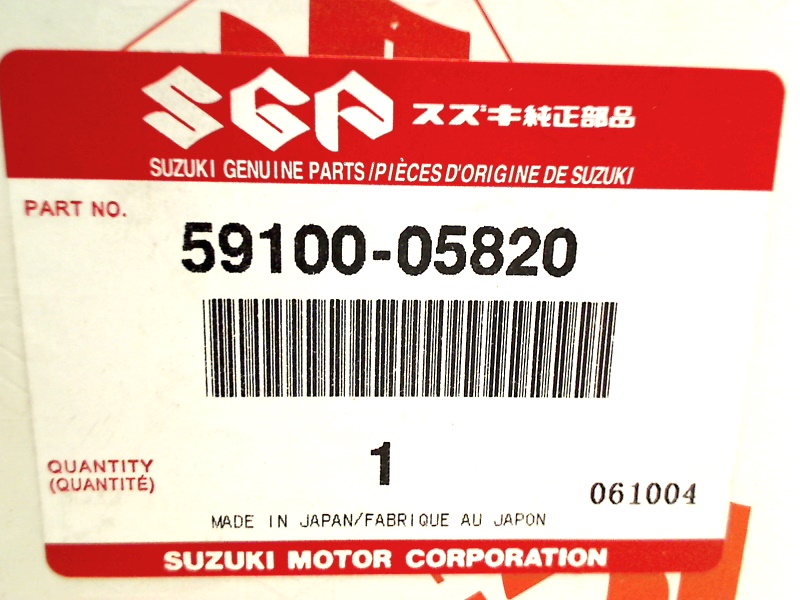 SGP スズキ純正部品
SUZUKI GENUINE PARTS/PIÈCES D'ORIGINE DE SUZUKI
PART NO.
59100-05820
1
QUANTITY
(QUANTITÉ)
061004
MADE IN JAPAN/FABRIQUE AU JAPON
SUZUKI MOTOR CORPORATION